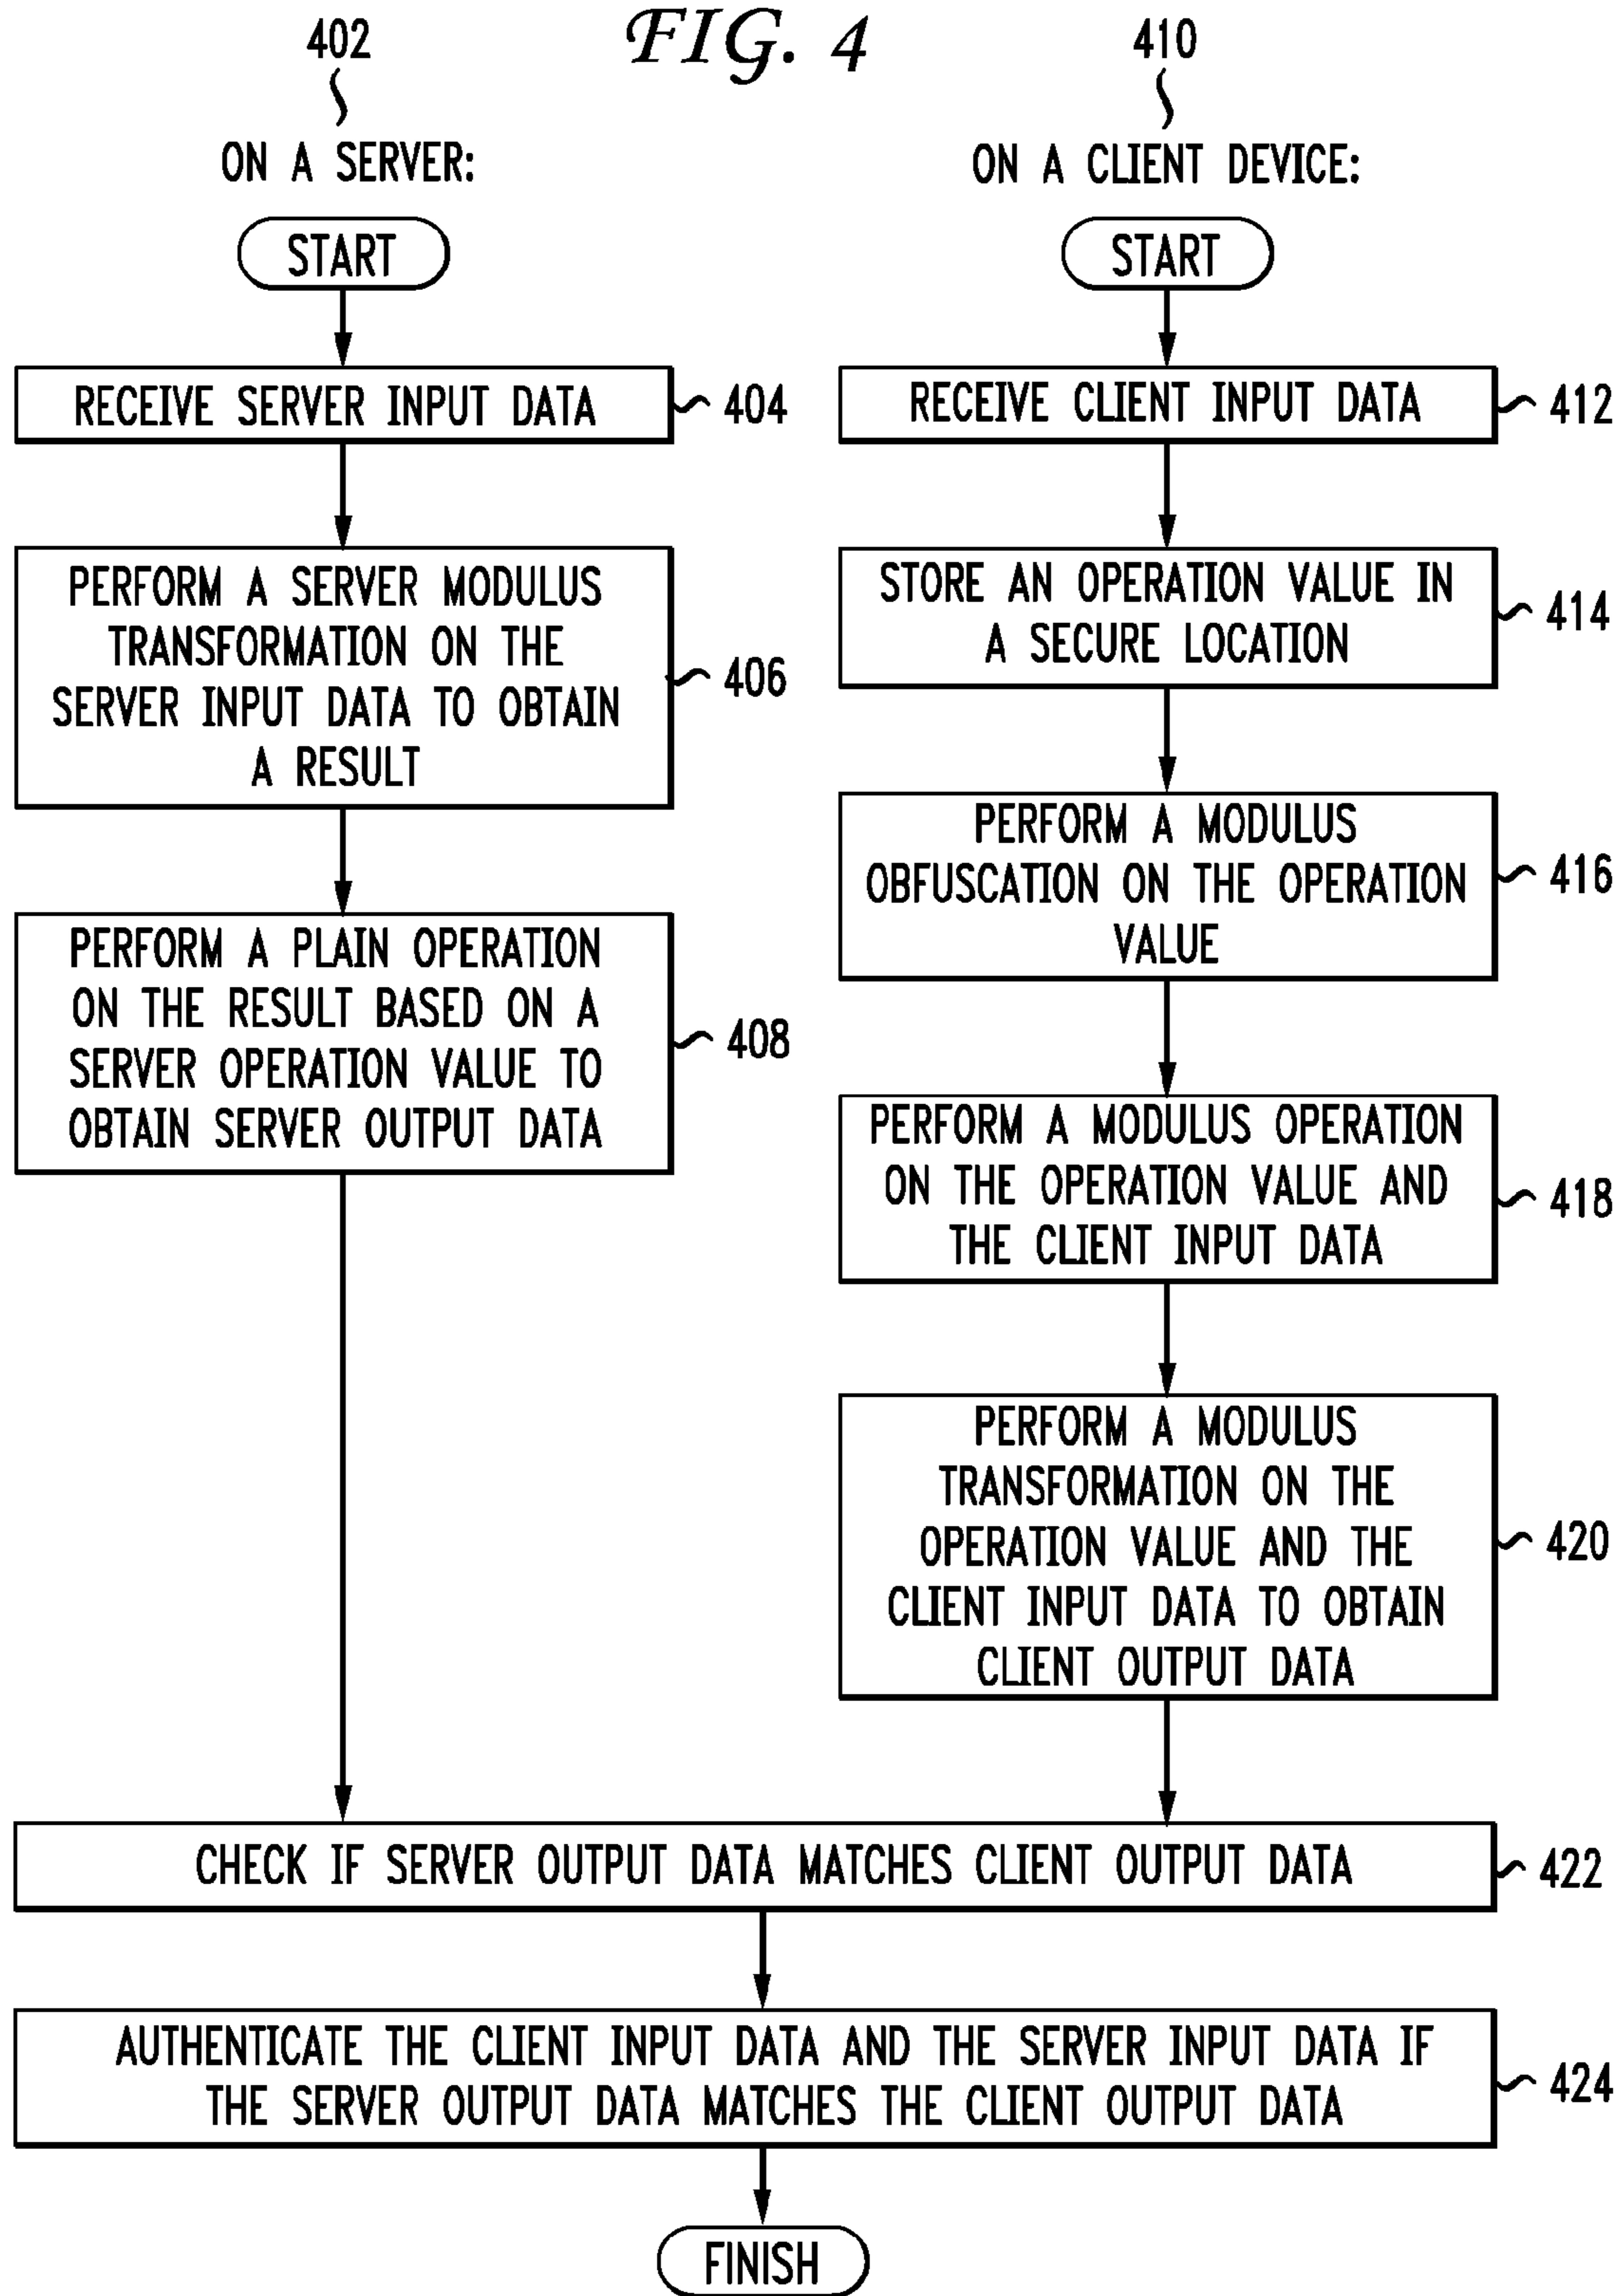 FIG. 4
402
ON A SERVER:
START
RECEIVE SERVER INPUT DATA
404
PERFORM A SERVER MODULUS
TRANSFORMATION ON THE
SERVER INPUT DATA TO OBTAIN
A RESULT
406
PERFORM A PLAIN OPERATION
ON THE RESULT BASED ON A
SERVER OPERATION VALUE TO
OBTAIN SERVER OUTPUT DATA
408
410
ON A CLIENT DEVICE:
START
RECEIVE CLIENT INPUT DATA
412
STORE AN OPERATION VALUE IN
A SECURE LOCATION
414
PERFORM A MODULUS
OBFUSCATION ON THE OPERATION
VALUE
416
PERFORM A MODULUS OPERATION
ON THE OPERATION VALUE AND
THE CLIENT INPUT DATA
418
PERFORM A MODULUS
TRANSFORMATION ON THE
OPERATION VALUE AND THE
CLIENT INPUT DATA TO OBTAIN
CLIENT OUTPUT DATA
420
CHECK IF SERVER OUTPUT DATA MATCHES CLIENT OUTPUT DATA
422
AUTHENTICATE THE CLIENT INPUT DATA AND THE SERVER INPUT DATA IF
THE SERVER OUTPUT DATA MATCHES THE CLIENT OUTPUT DATA
424
FINISH